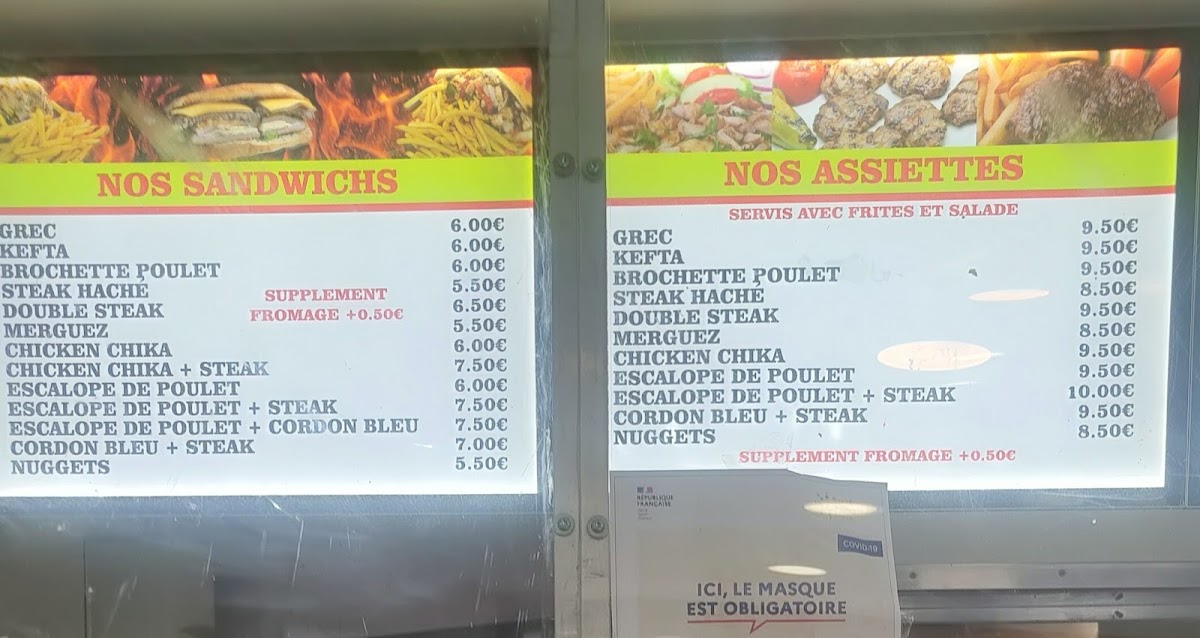 NOS SANDWICHS
GREC 6.00€
KEFTA 6.00€
BROCHETTE POULET 6.00€
STEAK HACHÉ 5.50€
DOUBLE STEAK 6.50€
MERGUEZ 5.50€
CHICKEN CHIKA 6.00€
CHICKEN CHIKA + STEAK 7.50€
ESCALOPE DE POULET 6.00€
ESCALOPE DE POULET + STEAK 7.50€
ESCALOPE DE POULET + CORDON BLEU 7.50€
CORDON BLEU + STEAK 7.00€
NUGGETS 5.50€
SUPPLEMENT
FROMAGE +0.50€
NOS ASSIETTES
SERVIS AVEC FRITES ET SALADE
GREC 9.50€
KEFTA 9.50€
BROCHETTE POULET 9.50€
STEAK HACHÉ 8.50€
DOUBLE STEAK 9.50€
MERGUEZ 8.50€
CHICKEN CHIKA 9.50€
ESCALOPE DE POULET 9.50€
ESCALOPE DE POULET + STEAK 10.00€
CORDON BLEU + STEAK 9.50€
NUGGETS 8.50€
SUPPLEMENT FROMAGE +0.50€
RÉPUBLIQUE
FRANÇAISE
COVID-19
ICI, LE MASQUE
EST OBLIGATOIRE